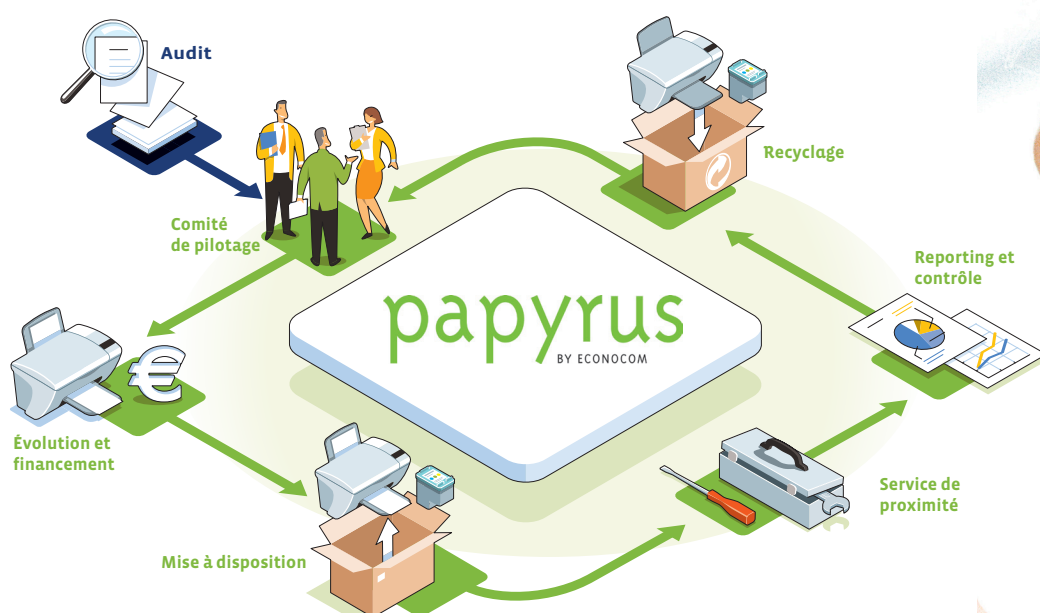 Audit
Recyclage
Comité
de pilotage
Reporting et
contrôle
papyrus
BY ECONOCOM
Évolution et
financement
Service de
proximité
Mise à disposition